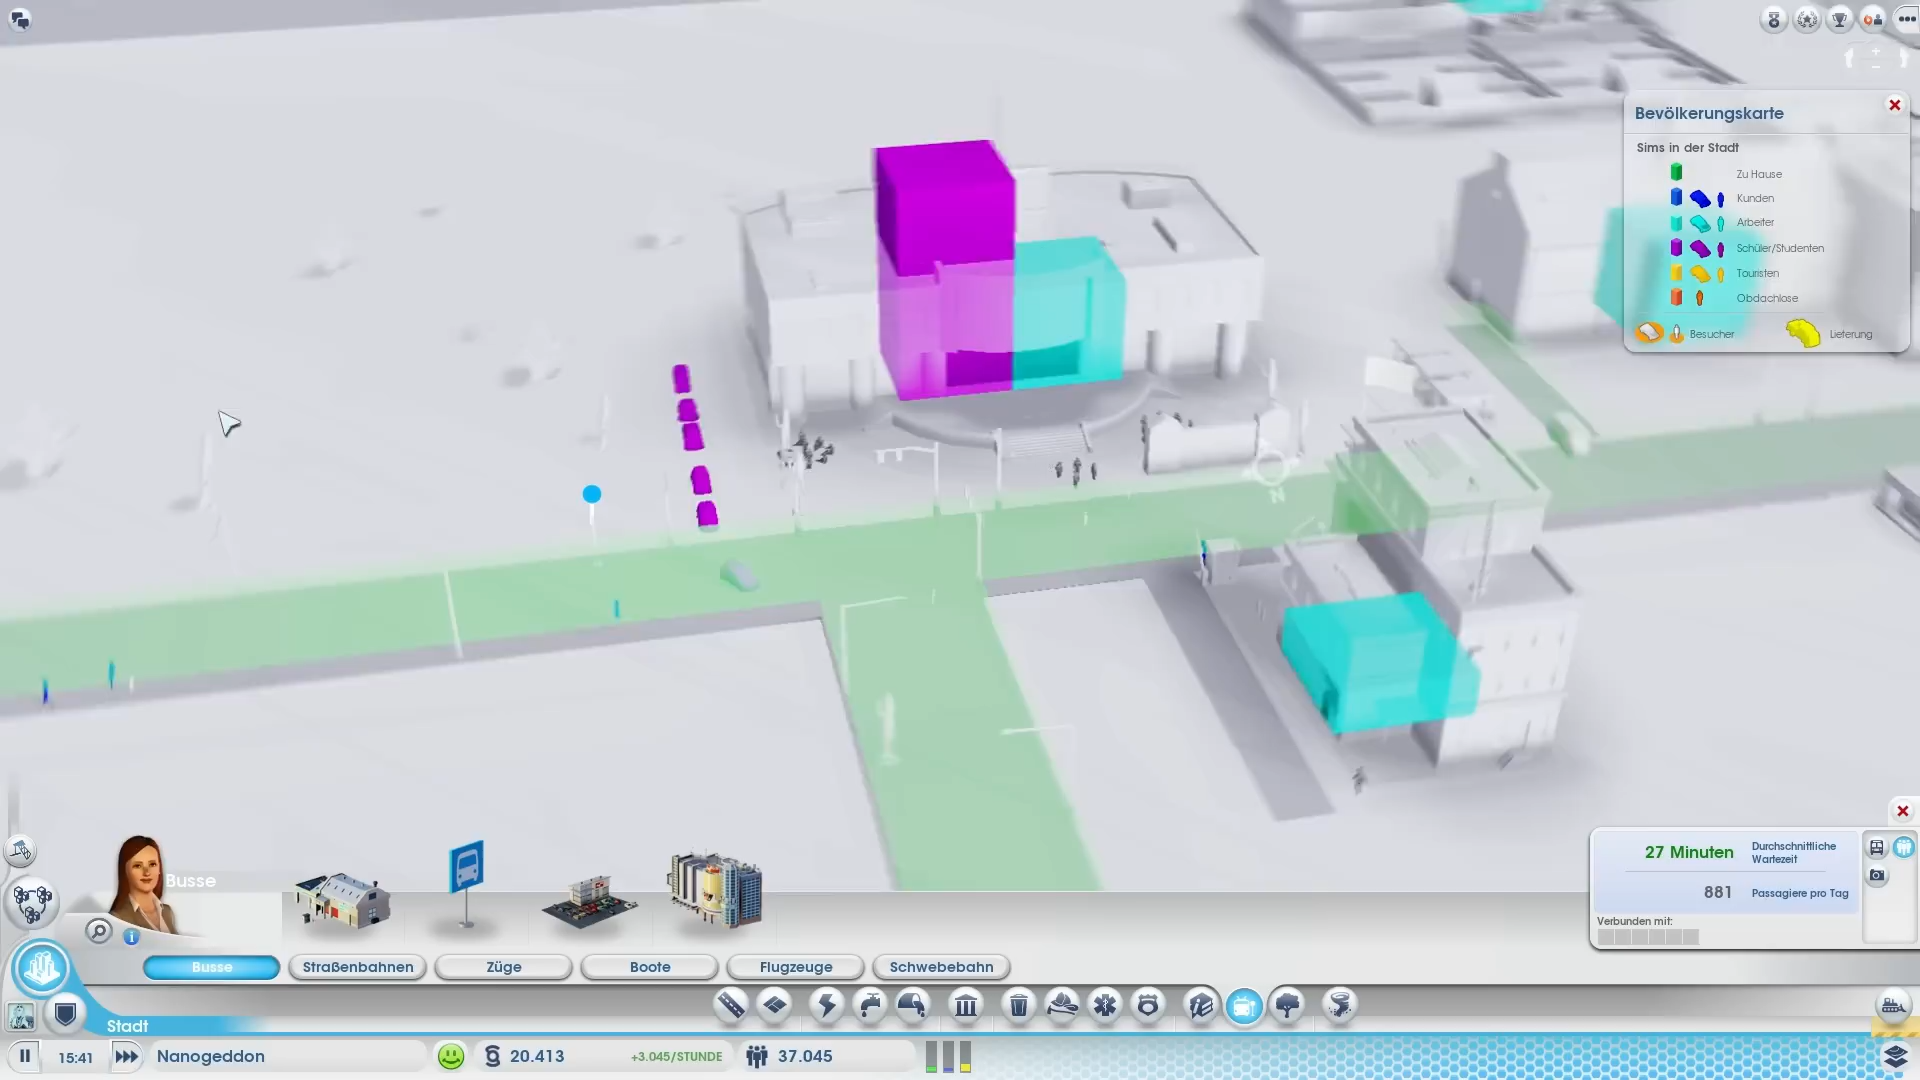 Bevölkerungskarte
Sims in der Stadt
Zu Hause
Kunden
Arbeiter
Schüler/Studenten
Touristen
Obdachlose
Besucher
Lieferung
N
27 Minuten
Durchschnittliche
Wartezeit
881
Passagiere pro Tag
Verbunden mit:
Busse
Busse
Straßenbahnen
Züge
Boote
Flugzeuge
Schwebebahn
Stadt
15:41
Nanogeddon
20.413
+3.045/STUNDE
37.045